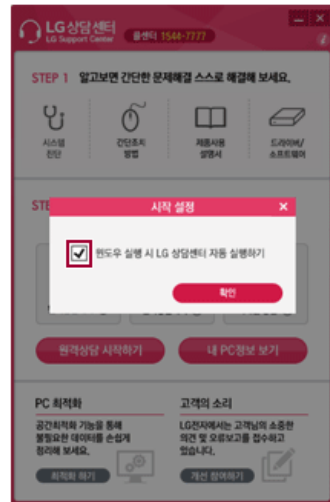 LG상담센터
LG Support Center
콜센터 1544-7777
STEP 1 알고보면 간단한 문제해결 스스로 해결해 보세요.
시스템
진단
간단조치
방법
제품사용
설명서
드라이버/
소프트웨어
STE
시작 설정
윈도우 실행 시 LG 상담센터 자동 실행하기
확인
원격상담 시작하기
내 PC정보 보기
PC 최적화
공간최적화 기능을 통해
불필요한 데이터를 손쉽게
정리해 보세요.
최적화 하기
고객의 소리
LG전자에서는 고객님의 소중한
의견 및 오류보고를 접수하고
있습니다.
개선 참여하기